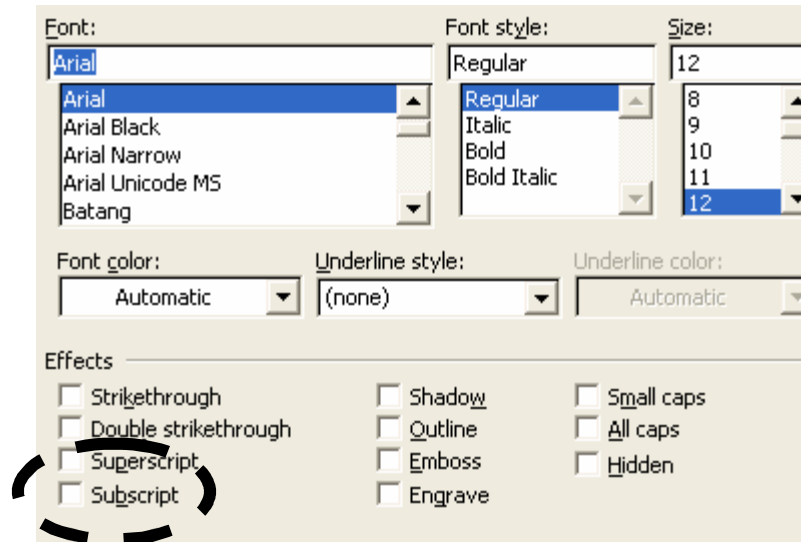 Font: Font style: Size:
Arial Regular 12
Arial Regular 8
Arial Black Italic 9
Arial Narrow Bold 10
Arial Unicode MS Bold Italic 11
Batang 12
Font color: Underline style: Underline color:
Automatic (none) Automatic
Effects
Strikethrough Shadow Small caps
Double strikethrough Outline All caps
Superscript Emboss Hidden
Subscript Engrave